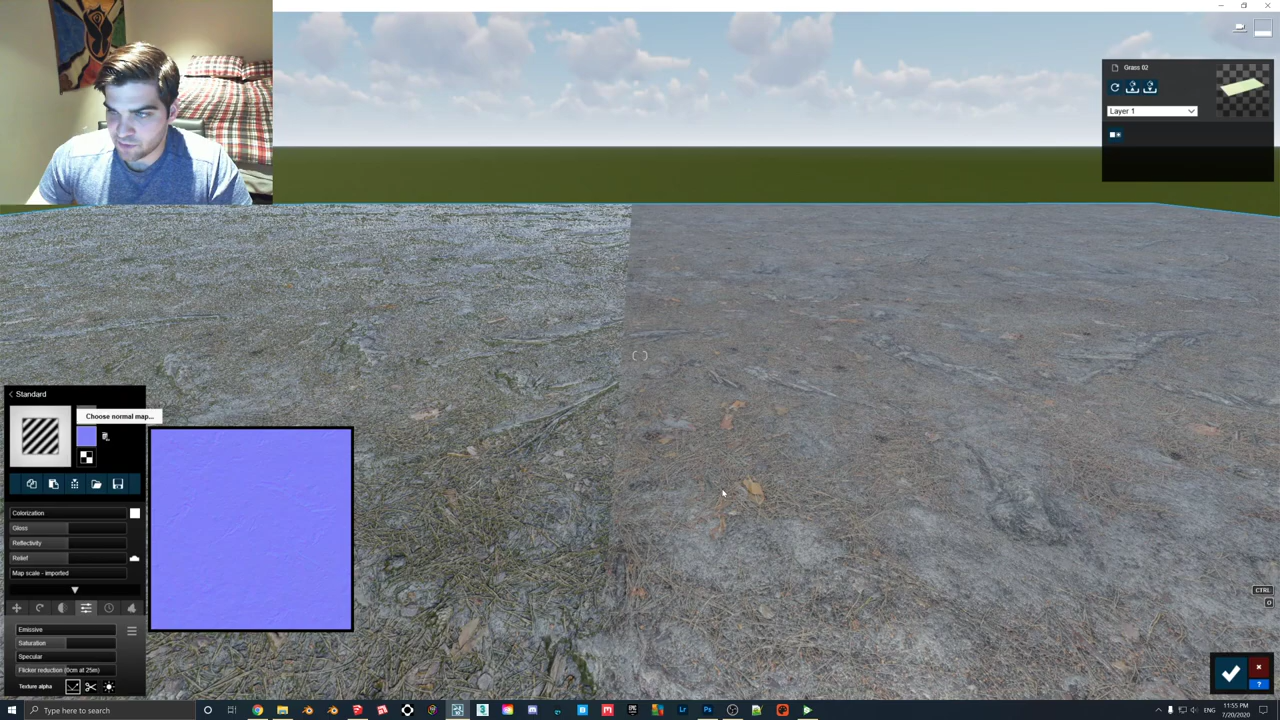 Grass 02
Layer 1
Standard
Choose normal map...
Colorization
Gloss
Reflectivity
Relief
Map scale - imported
Emissive
Saturation
Specular
Flicker reduction (0cm at 25m)
Texture alpha
CTRL
O
?
Type here to search
ENG
11:55 PM
7/20/2020